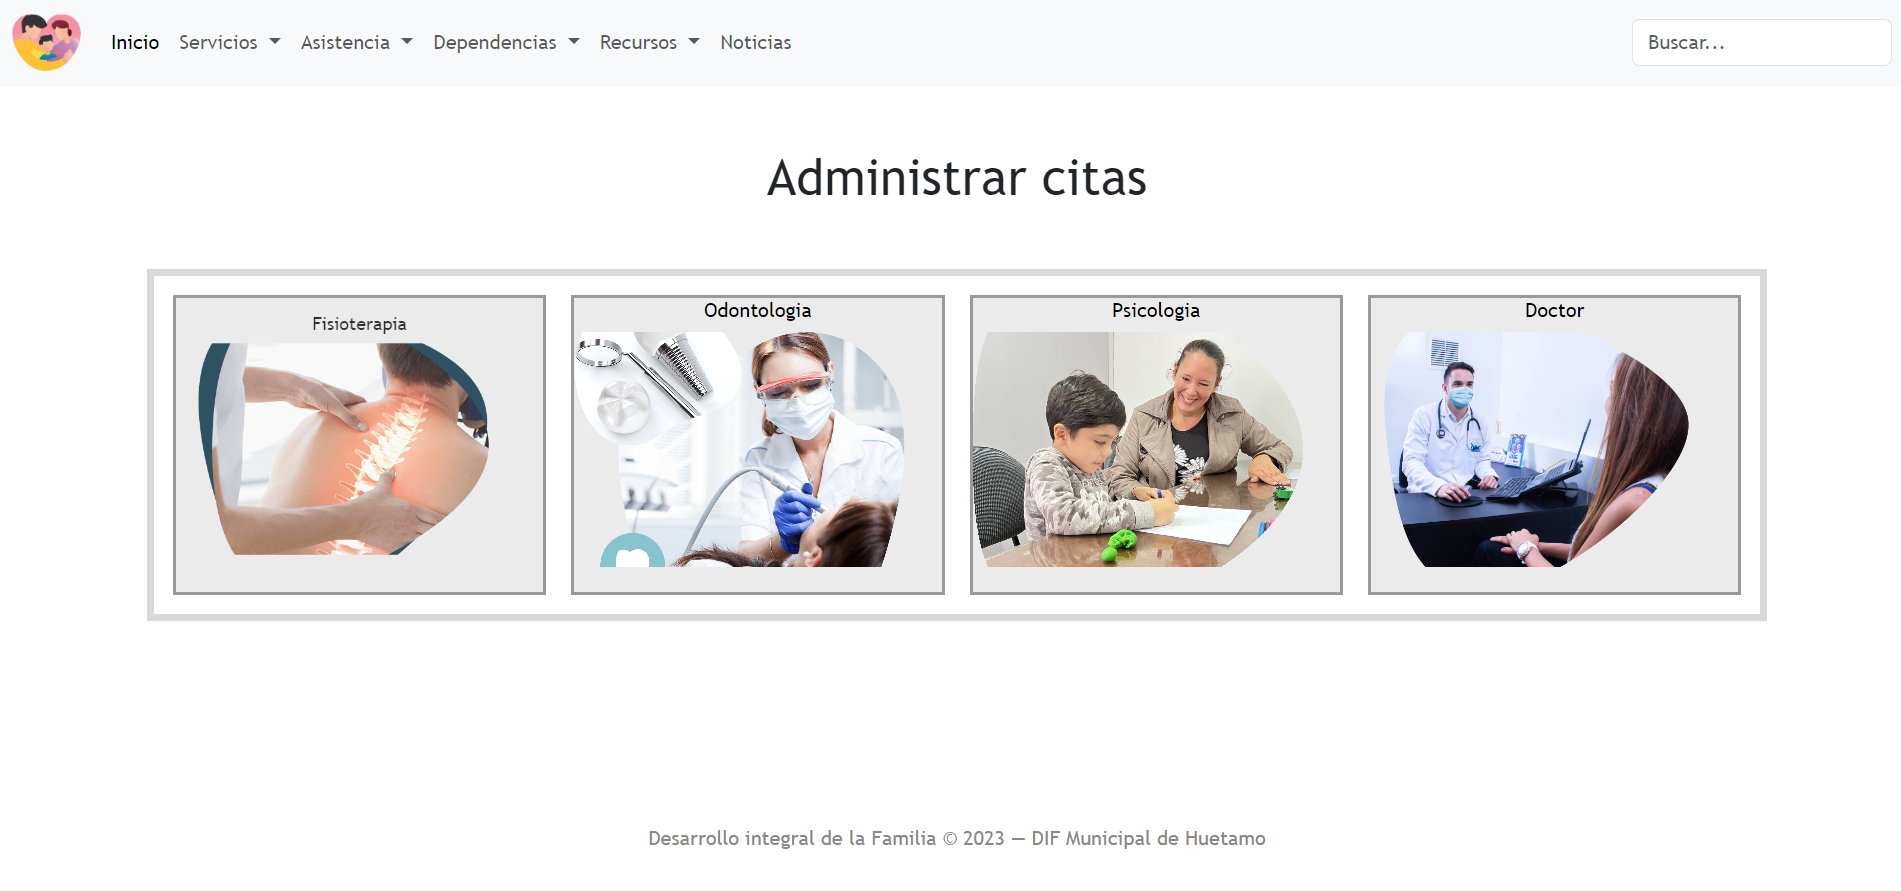 Inicio Servicios Asistencia Dependencias Recursos Noticias Buscar...
Administrar citas
Fisioterapia
Odontologia
Psicologia
Doctor
Desarrollo integral de la Familia © 2023 — DIF Municipal de Huetamo